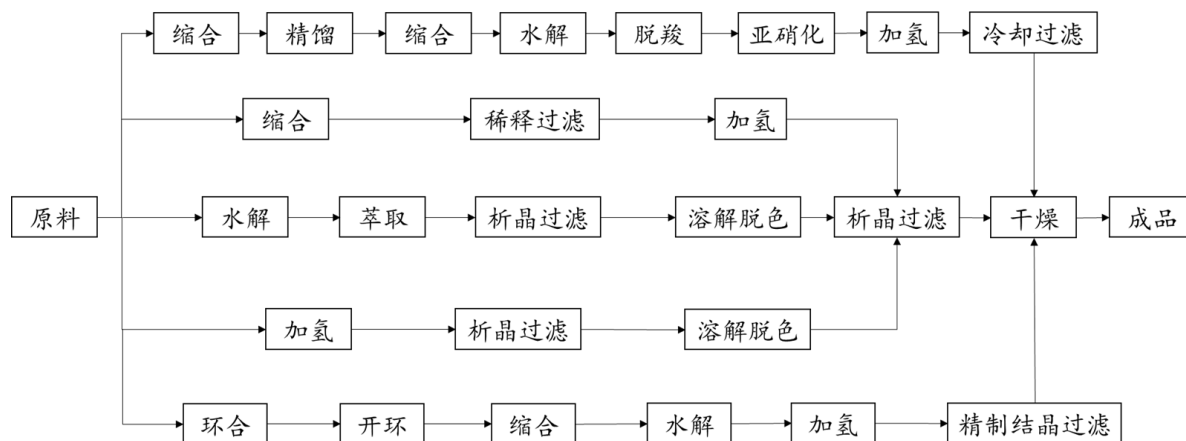 缩合 精馏 缩合 水解 脱羧 亚硝化 加氢 冷却过滤
缩合 稀释过滤 加氢
原料 水解 萃取 析晶过滤 溶解脱色 析晶过滤 干燥 成品
加氢 析晶过滤 溶解脱色
环合 开环 缩合 水解 加氢 精制结晶过滤